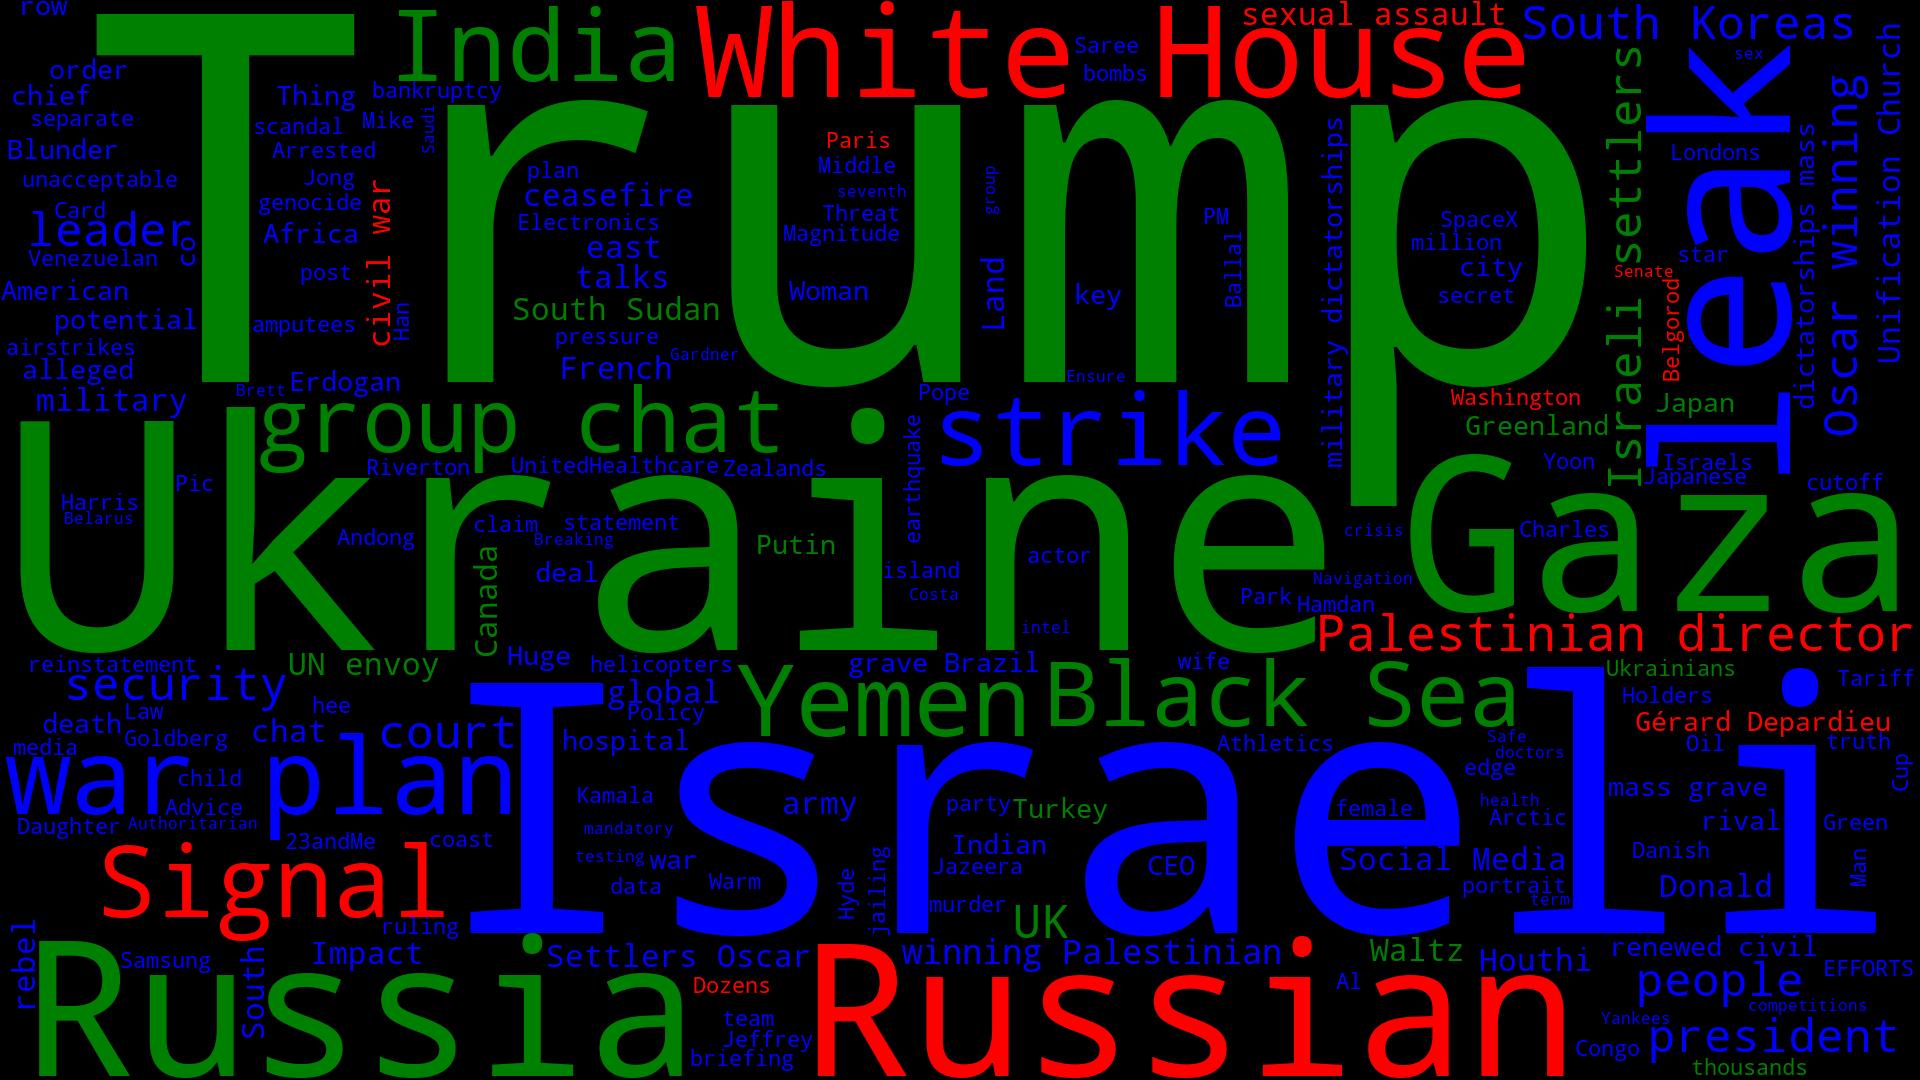 row
India
White House
sexual assault
South Koreas
Trump
order
chief
separate
Blunder
unacceptable
Card
leader
co
Venezuelan
American
potential
airstrikes
alleged
military
Thing
bankruptcy
scandal
Mike
Saudi
Arrested
Jong
genocide
civil war
Africa
post
amputees
Han
Brett
Erdogan
plan
ceasefire
Electronics
east
talks
South Sudan
pressure
French
Gardner
Saree
bombs
Paris
Middle
seventh
Threat
Magnitude
Woman
group
Land
key
PM
Ballal
Ensure
military dictatorships
SpaceX
million
city
secret
Israeli settlers
sex
leak
Londons
star
Senate
Belgorod
dictatorships mass
Oscar Winning
Unification Church
Washington
Greenland
Japan
Israels
Japanese
Yoon
cutoff
group chat
Pope
strike
Ukraine
Riverton
UnitedHealthcare
Zealands
earthquake
Harris
Belarus
Pic
Andong
claim
statement
Breaking
Canada
deal
Putin
island
Costa
actor
intel
crisis
Gaza
Charles
Navigation
Park
Hamdan
Palestinian director
reinstatement
security
UN envoy
Huge
helicopters
global
Policy
grave Brazil
wife
Yemen
Black Sea
Ukrainians
Holders
Tariff
Gérard Depardieu
death
Law
hee
media
Goldberg
chat
court
hospital
Athletics
Safe
doctors
edge
Oil
truth
Cup
war plan
child
Advice
Daughter
Authoritarian
23andMe
coast
Israeli
Kamala
mandatory
testing
war
data
Warm
army
party
Turkey
Indian
Jazeera
CEO
female
Social Media
health
Arctic
portrait
term
mass grave
rival
Green
Danish
Donald
Man
Signal
ruling
Hyde
jailing
murder
UK
rebel
Russia
Samsung
South
Impact
Settlers Oscar
winning Palestinian
Waltz
Houthi
renewed civil
Dozens
team
Jeffrey
briefing
Russian
Al
people
EFFORTS
competitions
Yankees
Congo
president
thousands